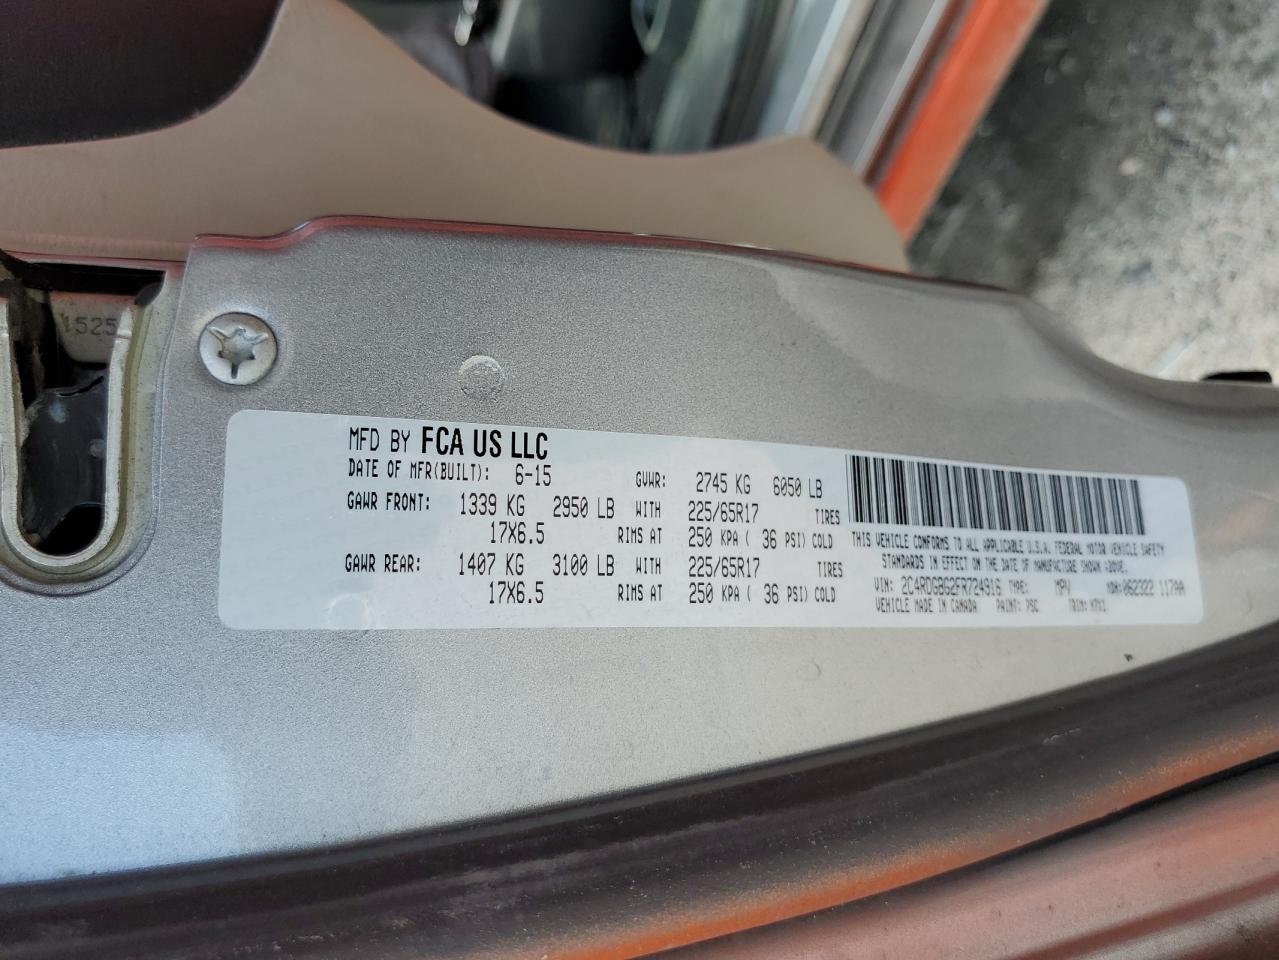 1525
MFD BY FCA US LLC
DATE OF MFR(BUILT): 6-15 GVWR: 2745 KG 6050 LB
GAWR FRONT: 1339 KG 2950 LB WITH 225/65R17 TIRES
17X6.5 RIMS AT 250 KPA ( 36 PSI) COLD
GAWR REAR: 1407 KG 3100 LB WITH 225/65R17 TIRES
17X6.5 RIMS AT 250 KPA ( 36 PSI) COLD
THIS VEHICLE CONFORMS TO ALL APPLICABLE U.S.A. FEDERAL MOTOR VEHICLE SAFETY
STANDARDS IN EFFECT ON THE DATE OF MANUFACTURE SHOWN ABOVE.
VIN: 2C4RDGBG2FR724916 TYPE: MPV MDH: 062322 117AA
VEHICLE MADE IN CANADA PAINT: PSC TRIM: